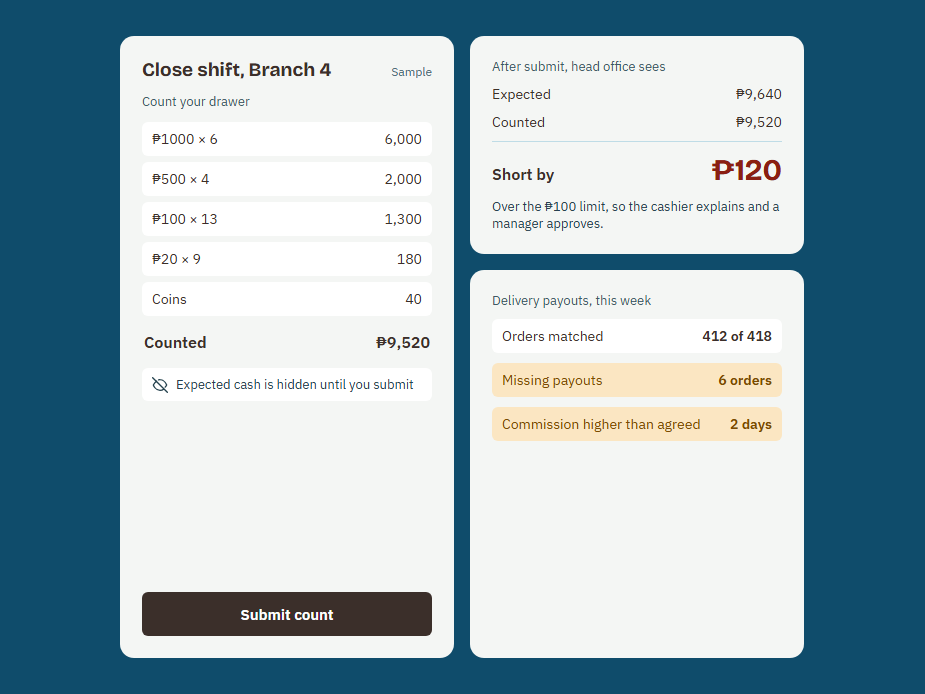 Close shift, Branch 4
Sample
Count your drawer
₱1000 × 6 6,000
₱500 × 4 2,000
₱100 × 13 1,300
₱20 × 9 180
Coins 40
Counted ₱9,520
Expected cash is hidden until you submit
Submit count
After submit, head office sees
Expected ₱9,640
Counted ₱9,520
Short by ₱120
Over the ₱100 limit, so the cashier explains and a
manager approves.
Delivery payouts, this week
Orders matched 412 of 418
Missing payouts 6 orders
Commission higher than agreed 2 days